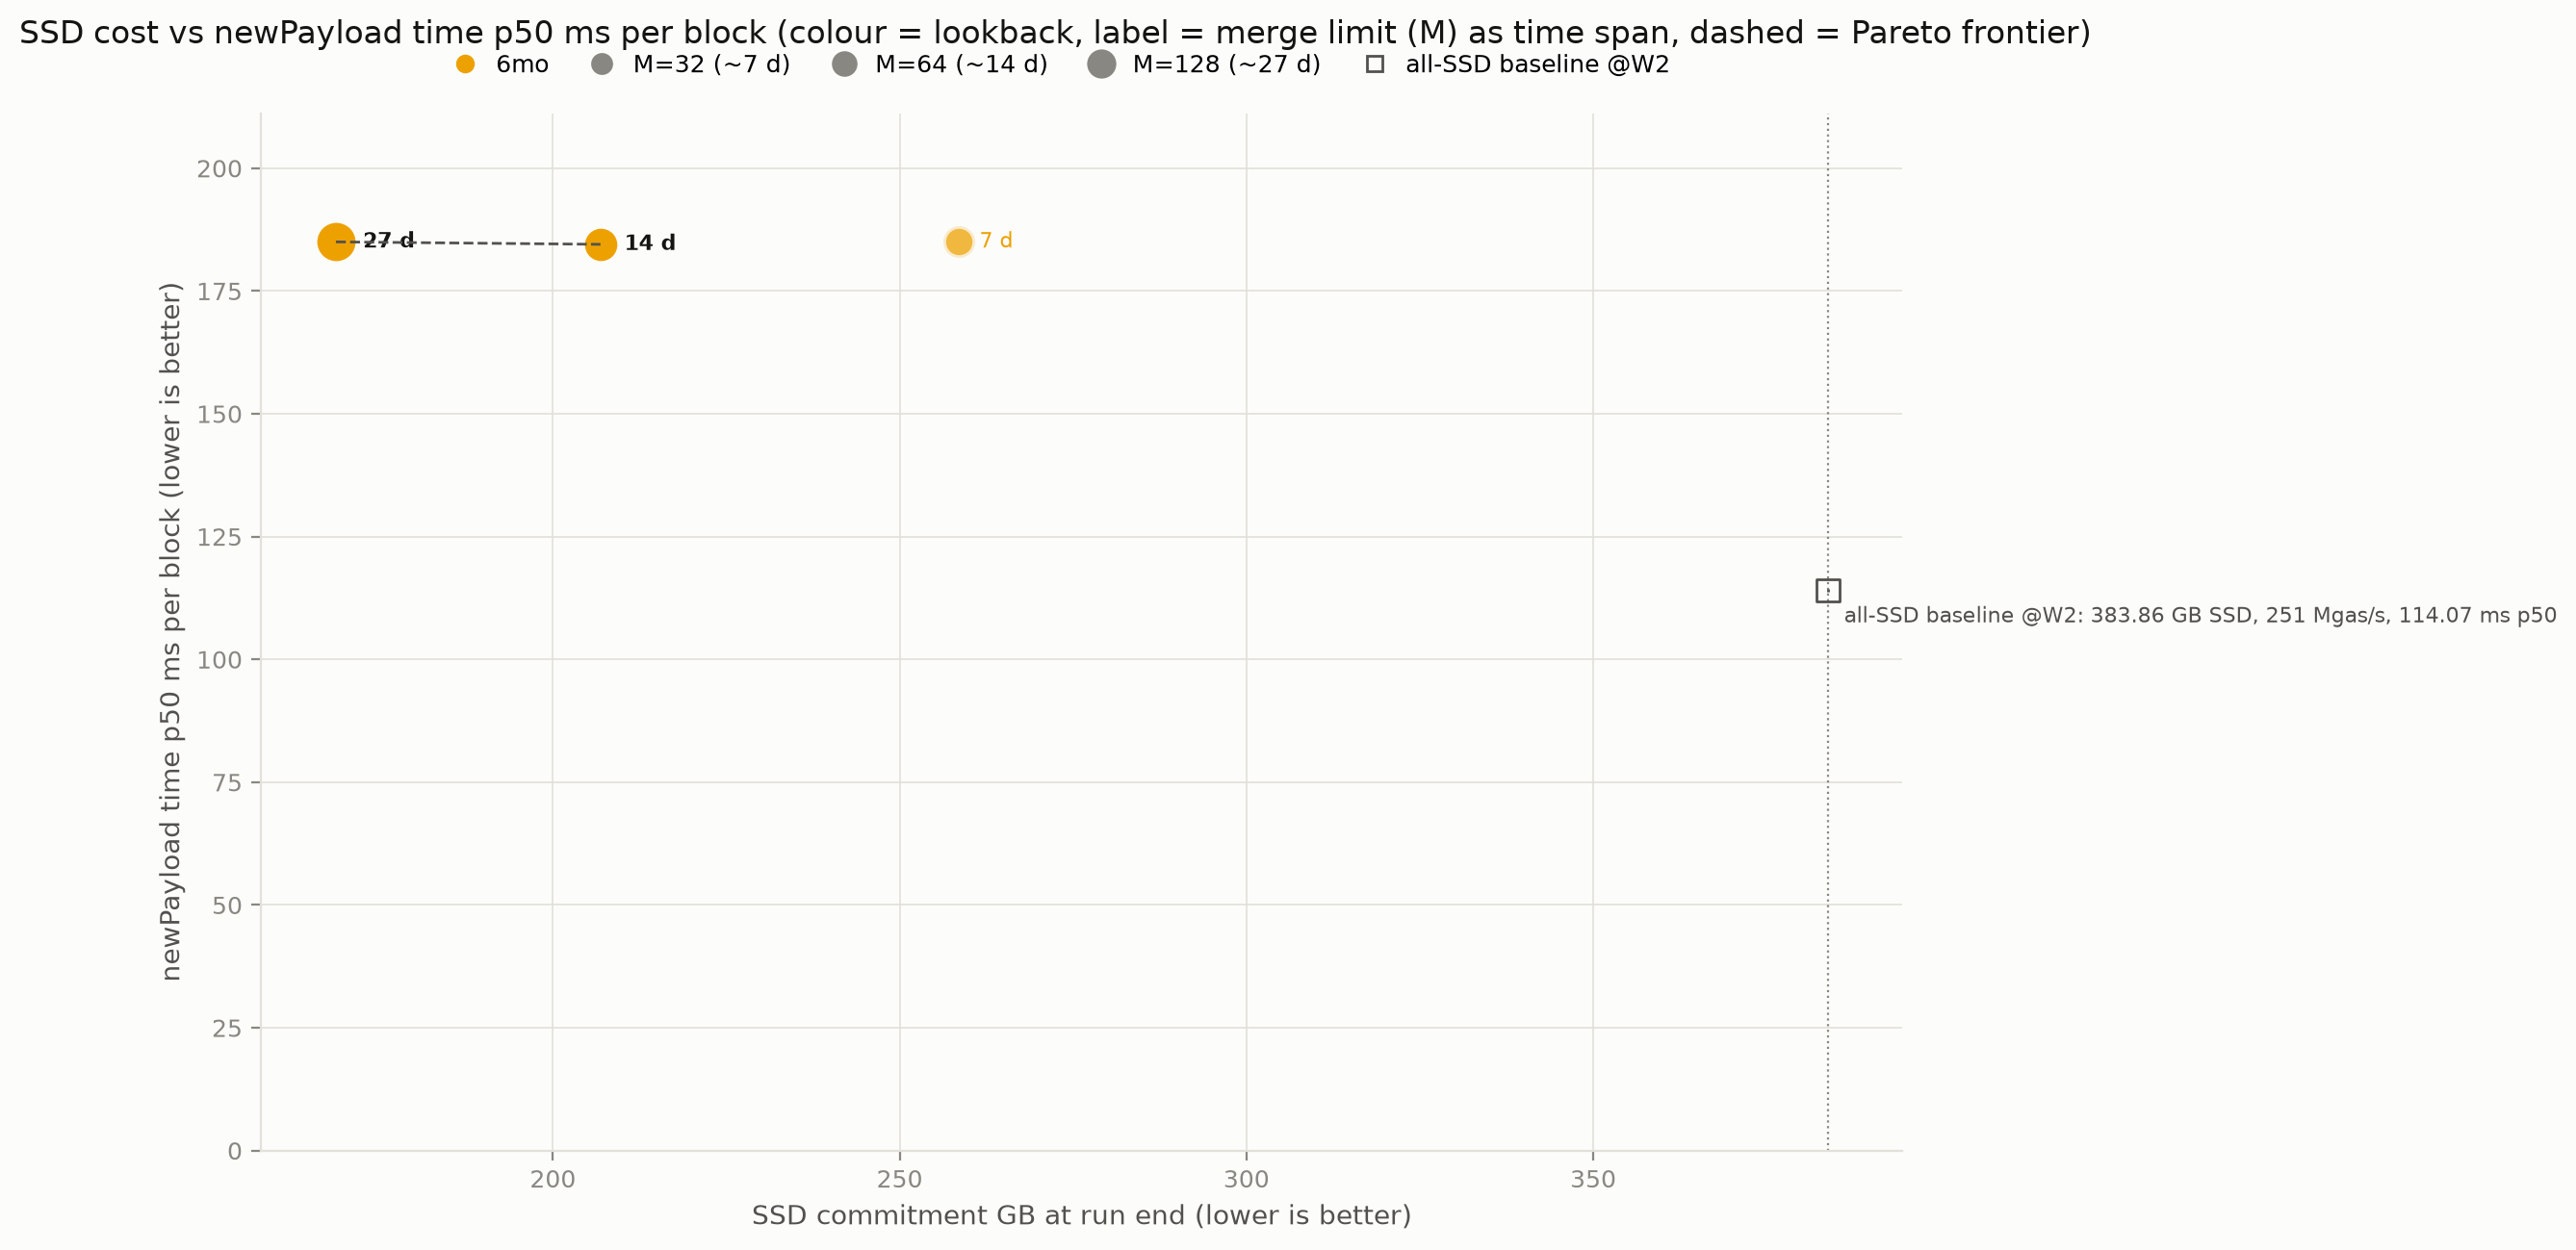 SSD cost vs newPayload time p50 ms per block (colour = lookback, label = merge limit (M) as time span, dashed = Pareto frontier)
6mo M=32 (~7 d) M=64 (~14 d) M=128 (~27 d) all-SSD baseline @W2
newPayload time p50 ms per block (lower is better)
200
175
150
125
100
75
50
25
0
27 d
14 d
7 d
all-SSD baseline @W2: 383.86 GB SSD, 251 Mgas/s, 114.07 ms p50
200 250 300 350
SSD commitment GB at run end (lower is better)